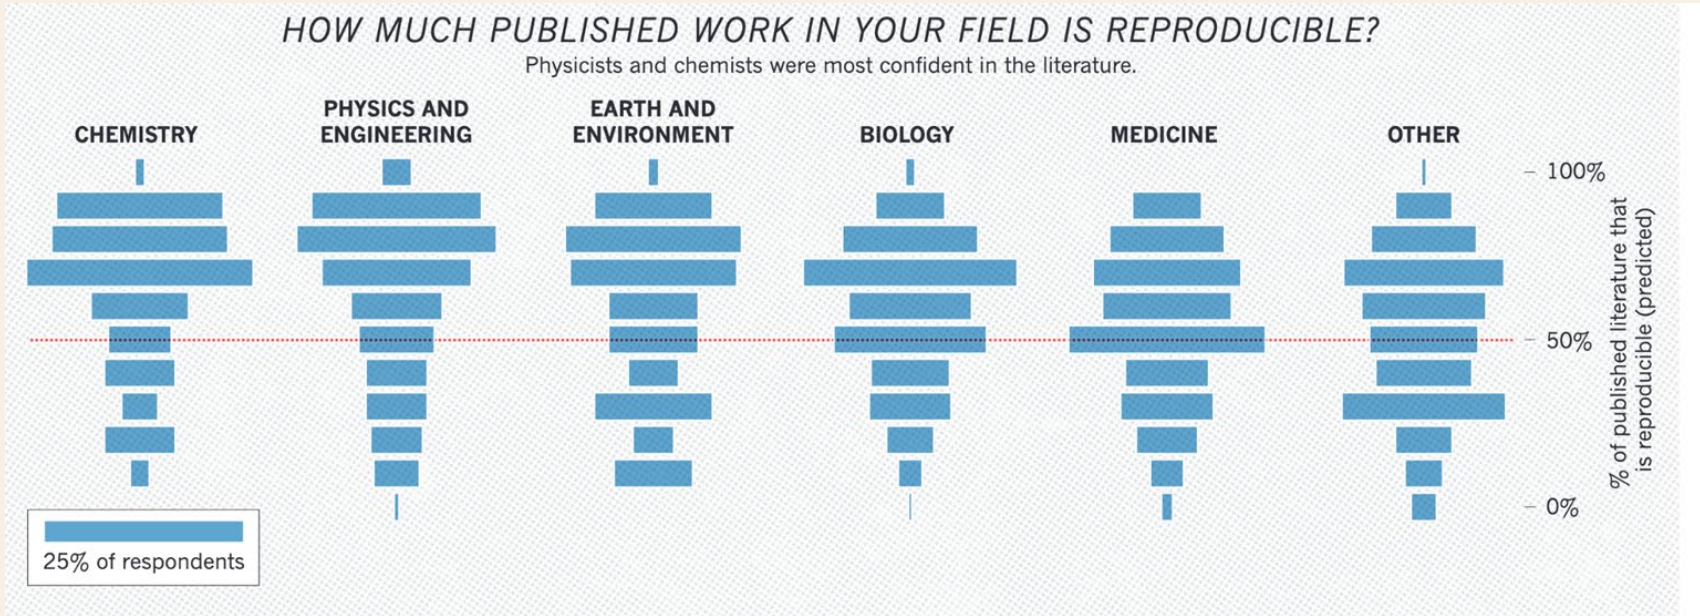 HOW MUCH PUBLISHED WORK IN YOUR FIELD IS REPRODUCIBLE?
Physicists and chemists were most confident in the literature.
CHEMISTRY
PHYSICS AND
ENGINEERING
EARTH AND
ENVIRONMENT
BIOLOGY
MEDICINE
OTHER
100%
50%
0%
% of published literature that
is reproducible (predicted)
25% of respondents